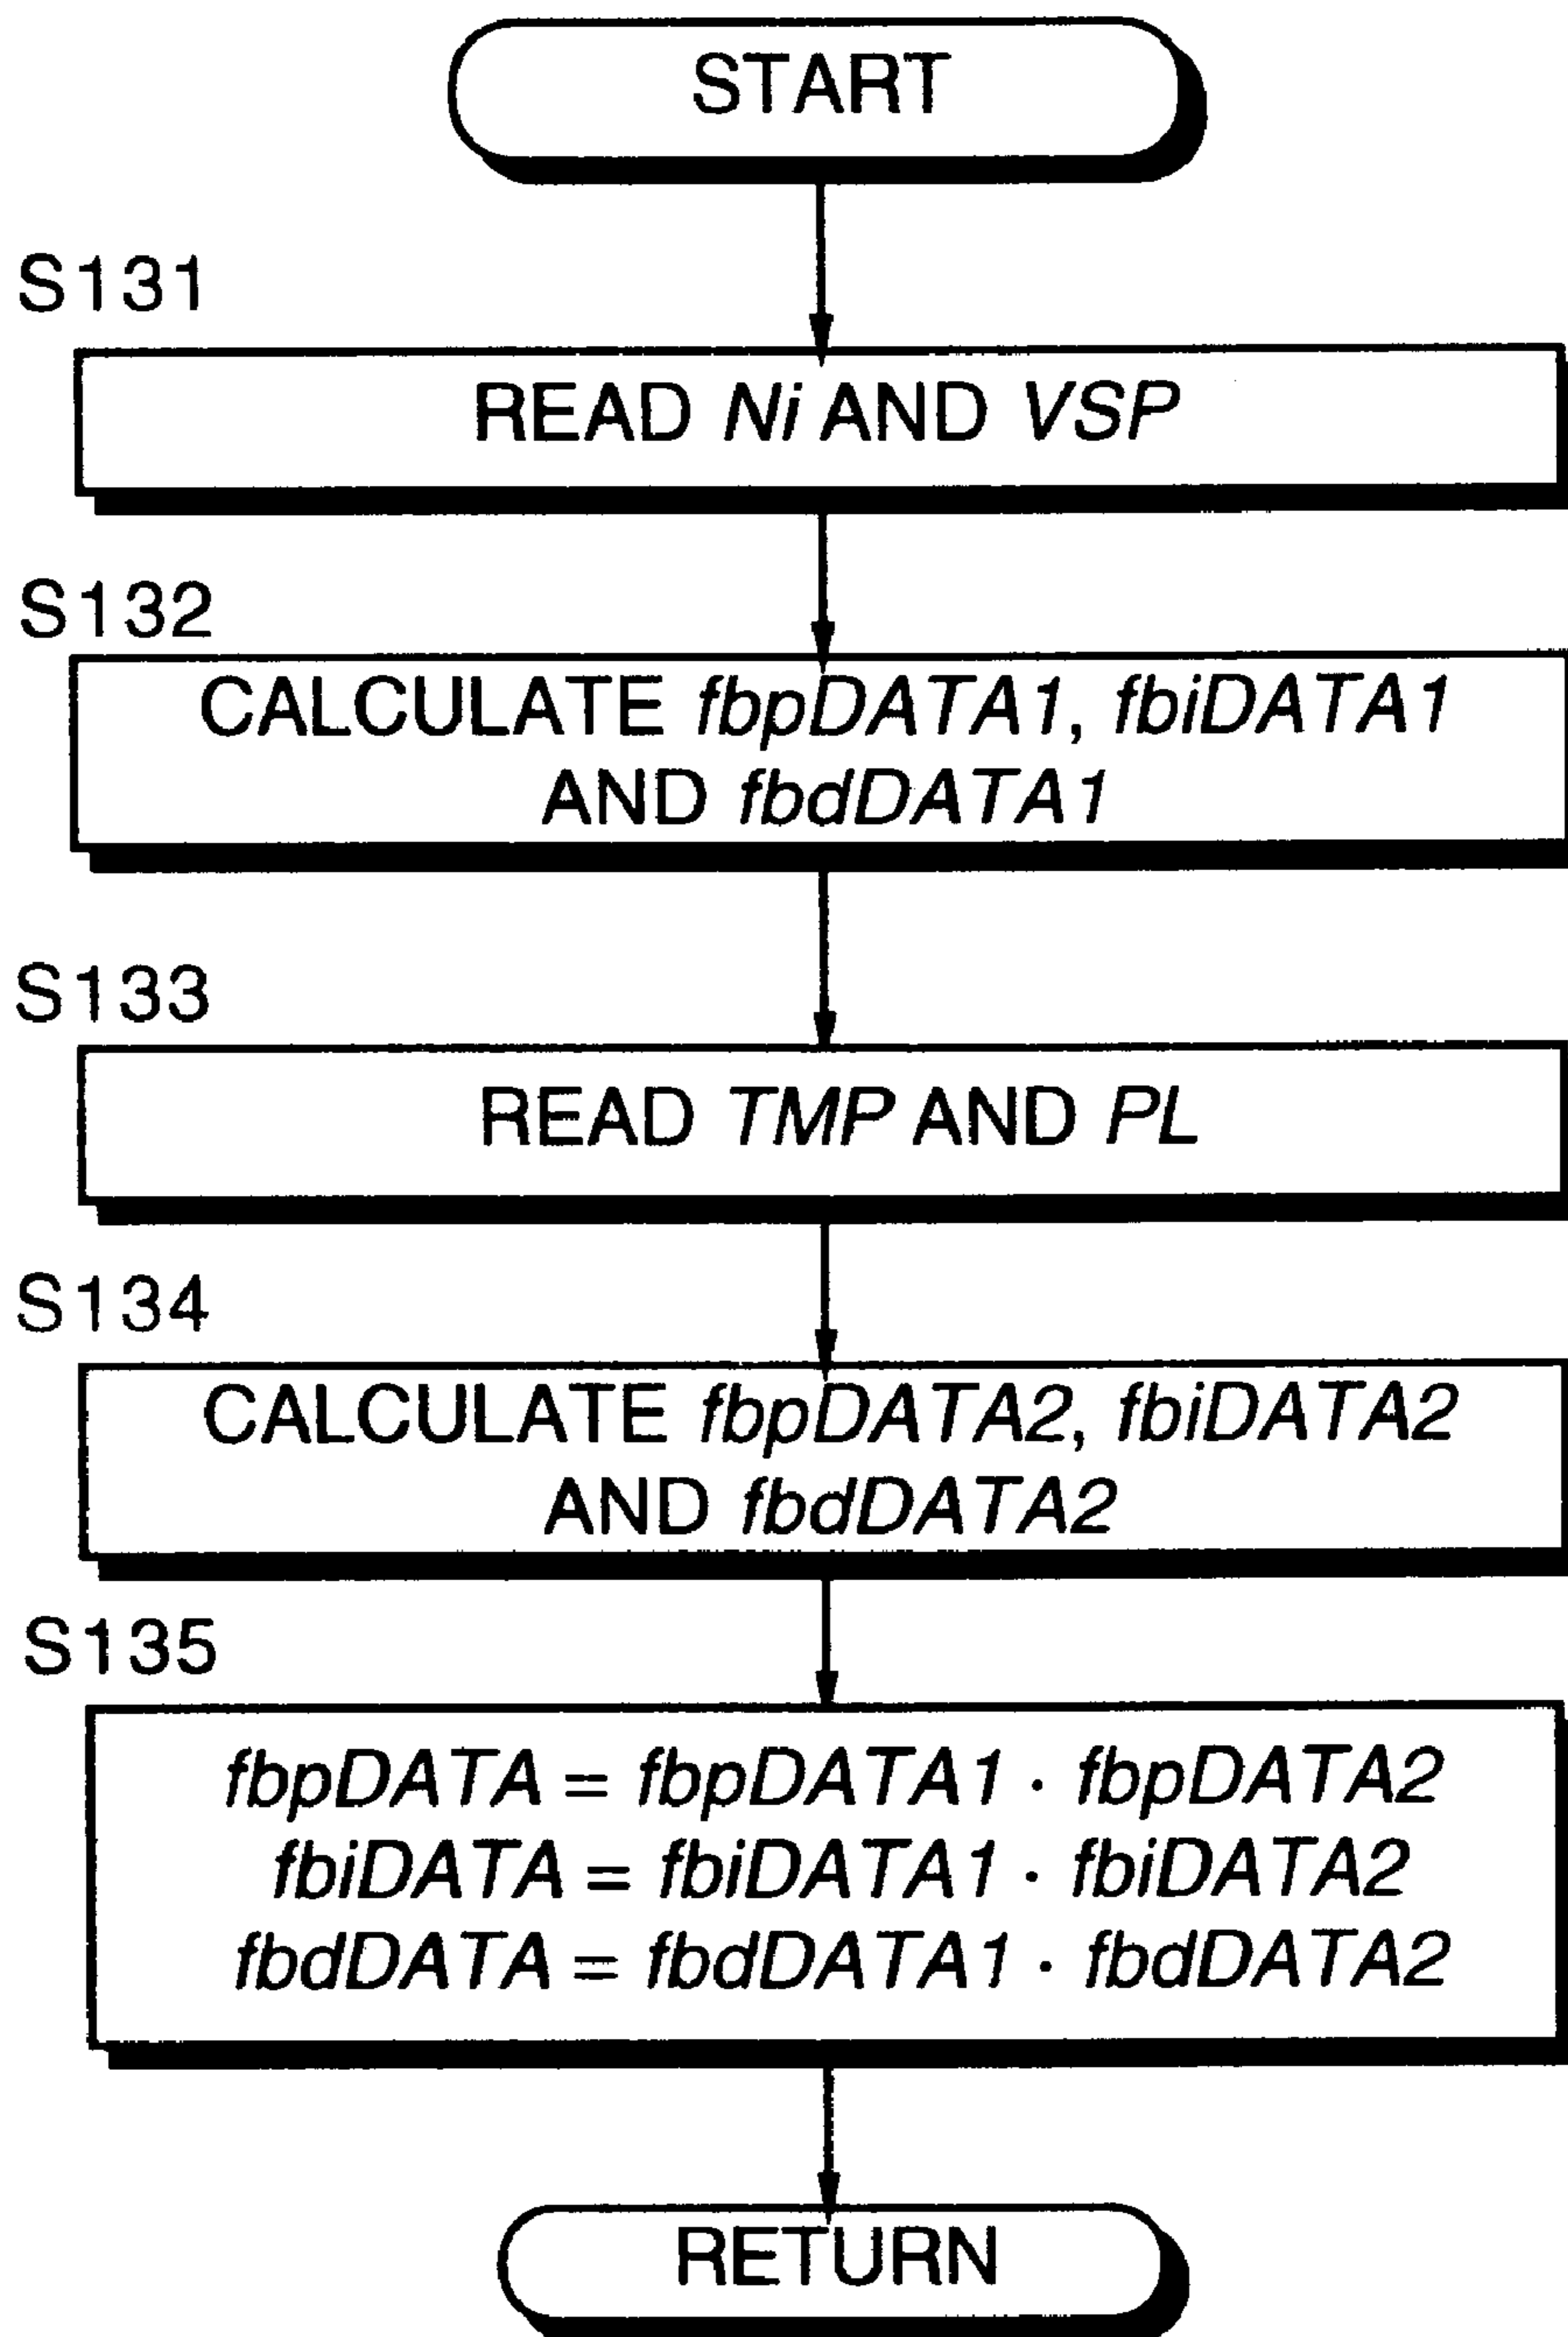 START
S131
READ Ni AND VSP
S132
CALCULATE fbpDATA1, fbiDATA1
AND fbdDATA1
S133
READ TMP AND PL
S134
CALCULATE fbpDATA2, fbiDATA2
AND fbdDATA2
S135
fbpDATA = fbpDATA1 · fbpDATA2
fbiDATA = fbiDATA1 · fbiDATA2
fbdDATA = fbdDATA1 · fbdDATA2
RETURN